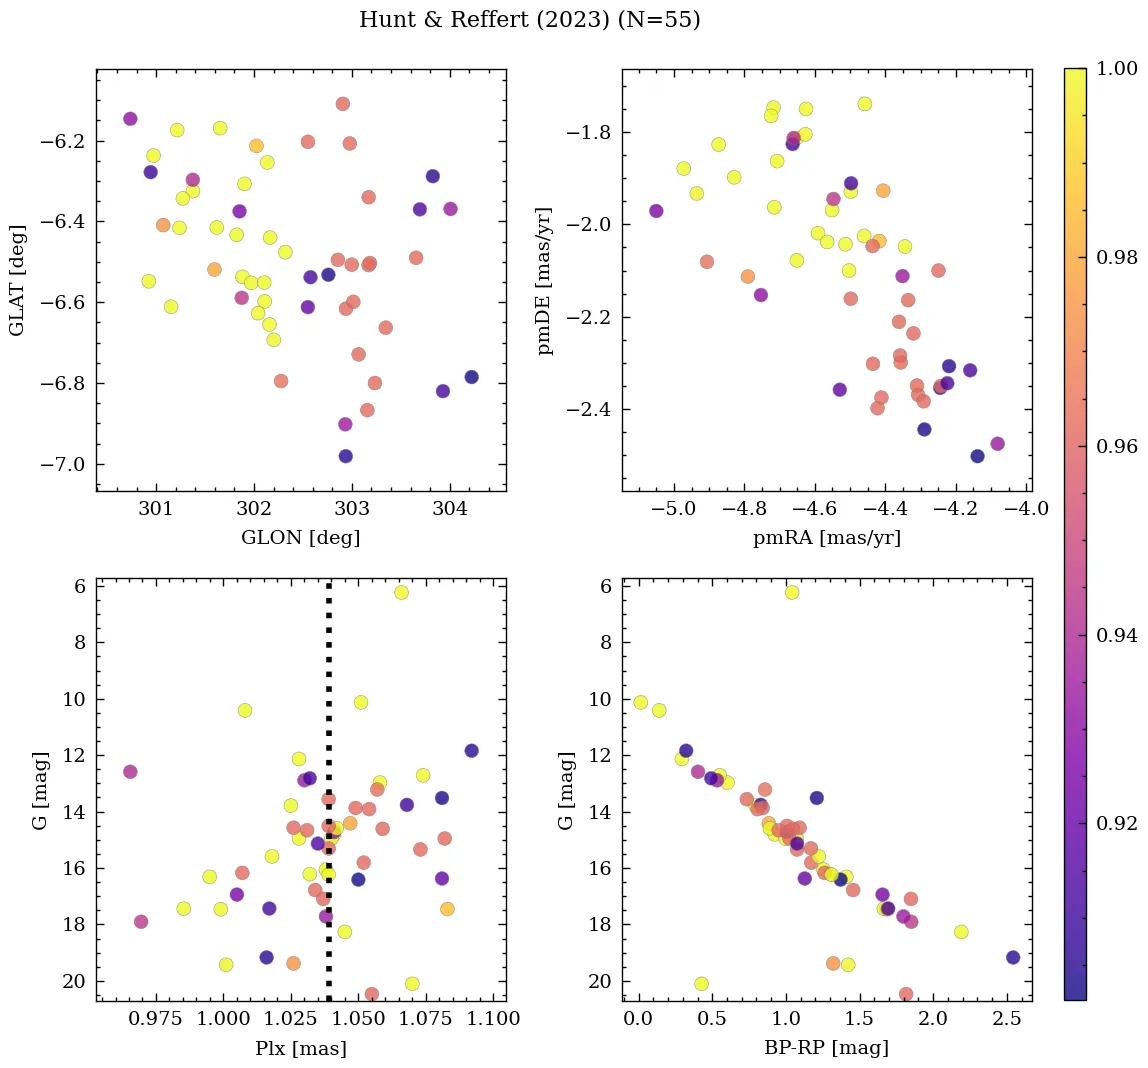 Hunt & Reffert (2023) (N=55)
−6.2
−6.4
−6.6
−6.8
−7.0
GLAT [deg]
301 302 303 304
GLON [deg]
−1.8
−2.0
−2.2
−2.4
pmDE [mas/yr]
−5.0 −4.8 −4.6 −4.4 −4.2 −4.0
pmRA [mas/yr]
6
8
10
12
14
16
18
20
G [mag]
0.975 1.000 1.025 1.050 1.075 1.100
Plx [mas]
6
8
10
12
14
16
18
20
G [mag]
0.0 0.5 1.0 1.5 2.0 2.5
BP-RP [mag]
1.00
0.98
0.96
0.94
0.92